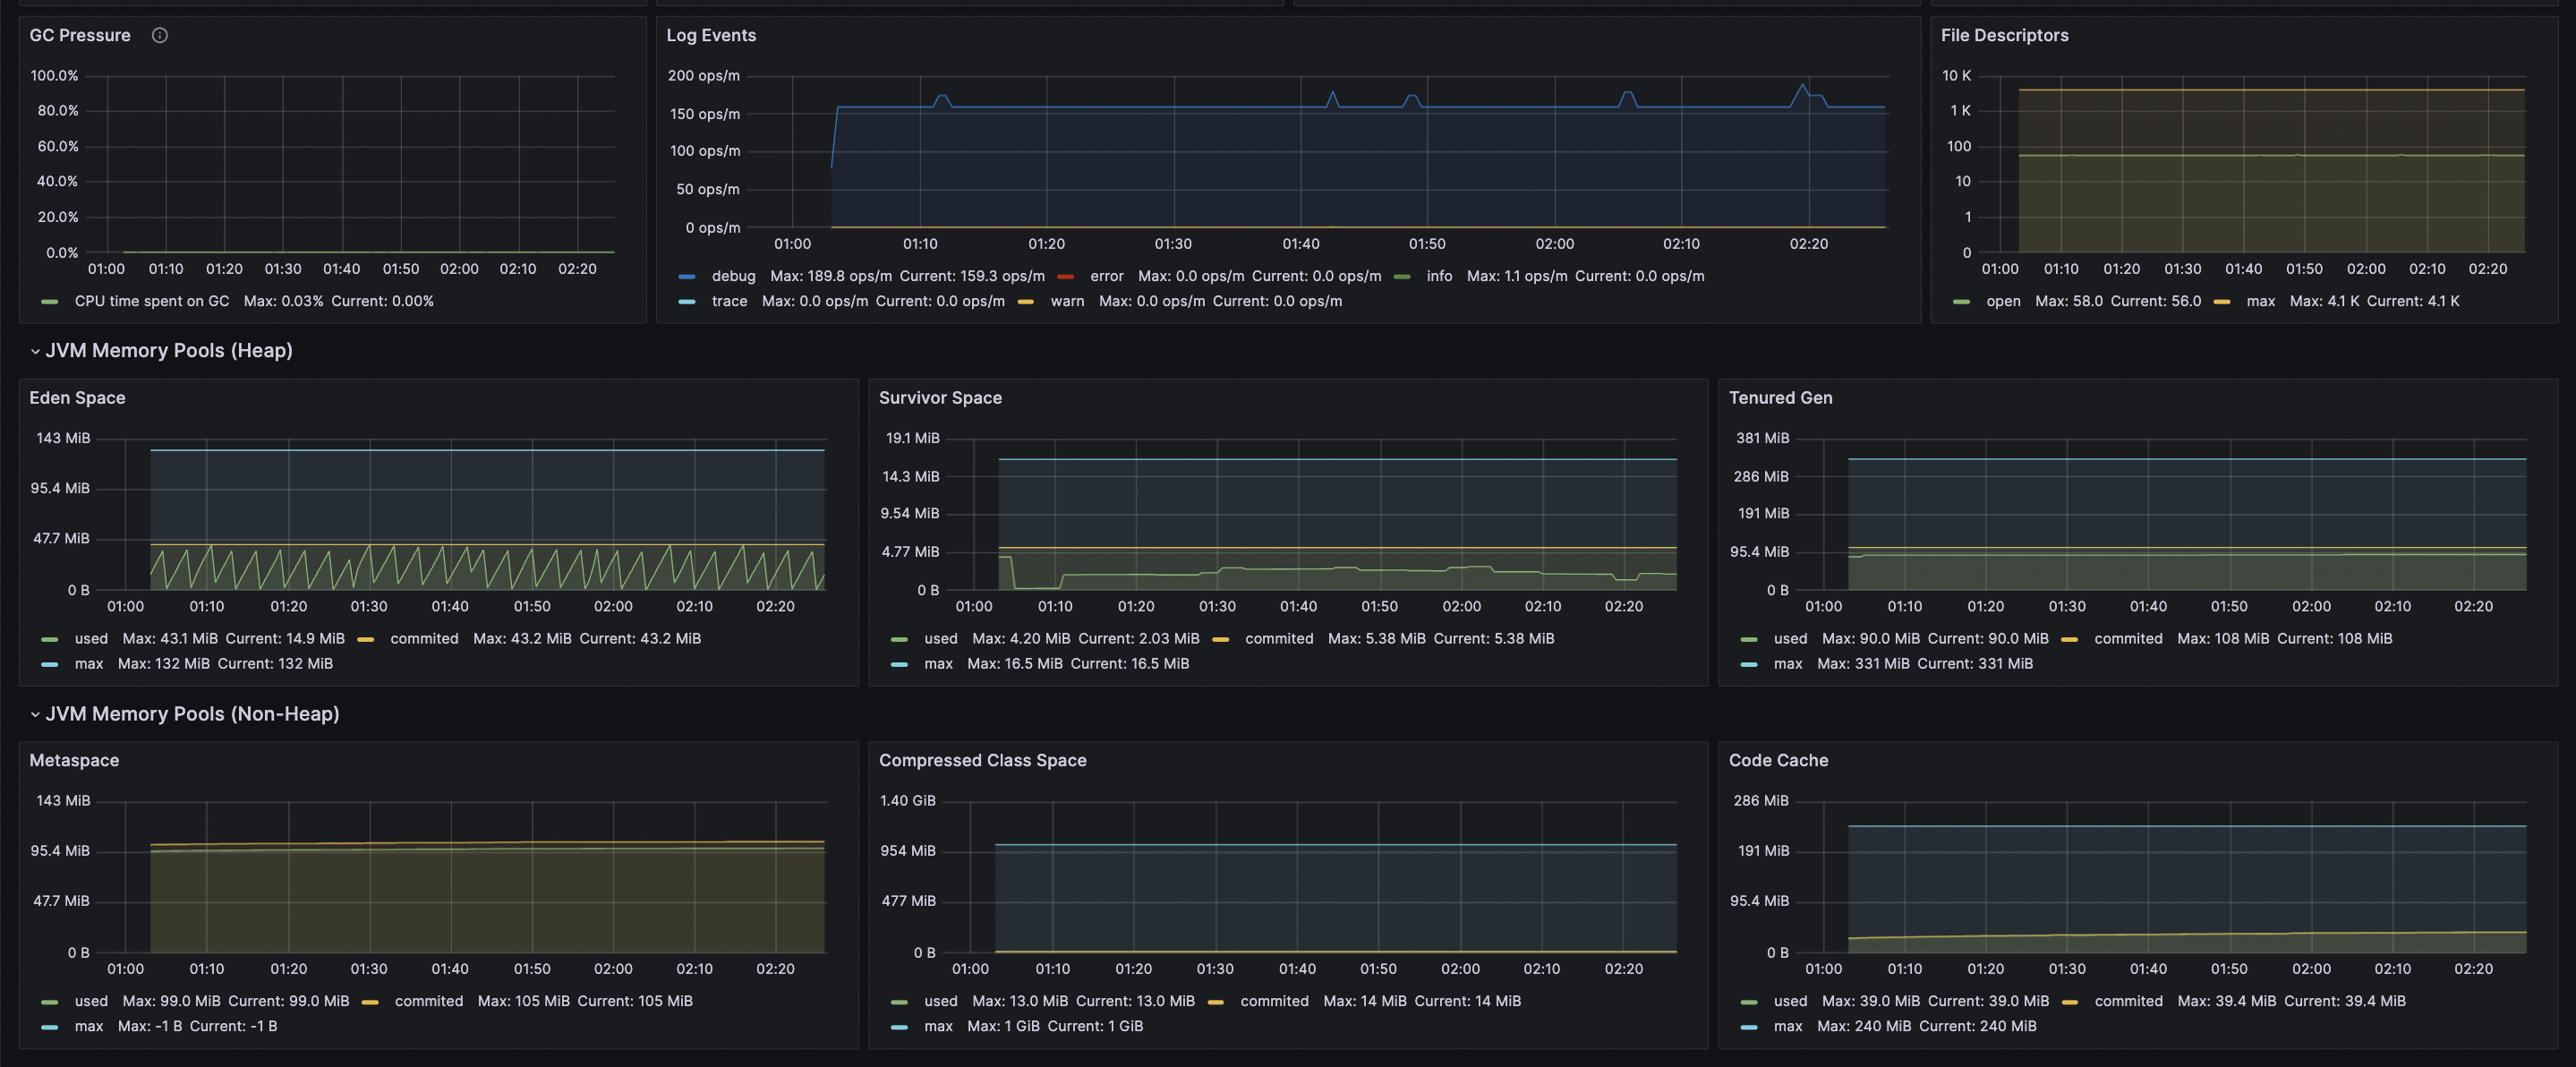 GC Pressure
Log Events
File Descriptors
100.0%
80.0%
60.0%
40.0%
20.0%
0.0%
01:00 01:10 01:20 01:30 01:40 01:50 02:00 02:10 02:20
CPU time spent on GC Max: 0.03% Current: 0.00%
200 ops/m
150 ops/m
100 ops/m
50 ops/m
0 ops/m
01:00 01:10 01:20 01:30 01:40 01:50 02:00 02:10 02:20
debug Max: 189.8 ops/m Current: 159.3 ops/m error Max: 0.0 ops/m Current: 0.0 ops/m info Max: 1.1 ops/m Current: 0.0 ops/m
trace Max: 0.0 ops/m Current: 0.0 ops/m warn Max: 0.0 ops/m Current: 0.0 ops/m
10 K
1 K
100
10
1
0
01:00 01:10 01:20 01:30 01:40 01:50 02:00 02:10 02:20
open Max: 58.0 Current: 56.0 max Max: 4.1 K Current: 4.1 K
JVM Memory Pools (Heap)
Eden Space
143 MiB
95.4 MiB
47.7 MiB
0 B
01:00 01:10 01:20 01:30 01:40 01:50 02:00 02:10 02:20
used Max: 43.1 MiB Current: 14.9 MiB commited Max: 43.2 MiB Current: 43.2 MiB
max Max: 132 MiB Current: 132 MiB
Survivor Space
19.1 MiB
14.3 MiB
9.54 MiB
4.77 MiB
0 B
01:00 01:10 01:20 01:30 01:40 01:50 02:00 02:10 02:20
used Max: 4.20 MiB Current: 2.03 MiB commited Max: 5.38 MiB Current: 5.38 MiB
max Max: 16.5 MiB Current: 16.5 MiB
Tenured Gen
381 MiB
286 MiB
191 MiB
95.4 MiB
0 B
01:00 01:10 01:20 01:30 01:40 01:50 02:00 02:10 02:20
used Max: 90.0 MiB Current: 90.0 MiB commited Max: 108 MiB Current: 108 MiB
max Max: 331 MiB Current: 331 MiB
JVM Memory Pools (Non-Heap)
Metaspace
143 MiB
95.4 MiB
47.7 MiB
0 B
01:00 01:10 01:20 01:30 01:40 01:50 02:00 02:10 02:20
used Max: 99.0 MiB Current: 99.0 MiB commited Max: 105 MiB Current: 105 MiB
max Max: -1 B Current: -1 B
Compressed Class Space
1.40 GiB
954 MiB
477 MiB
0 B
01:00 01:10 01:20 01:30 01:40 01:50 02:00 02:10 02:20
used Max: 13.0 MiB Current: 13.0 MiB commited Max: 14 MiB Current: 14 MiB
max Max: 1 GiB Current: 1 GiB
Code Cache
286 MiB
191 MiB
95.4 MiB
0 B
01:00 01:10 01:20 01:30 01:40 01:50 02:00 02:10 02:20
used Max: 39.0 MiB Current: 39.0 MiB commited Max: 39.4 MiB Current: 39.4 MiB
max Max: 240 MiB Current: 240 MiB